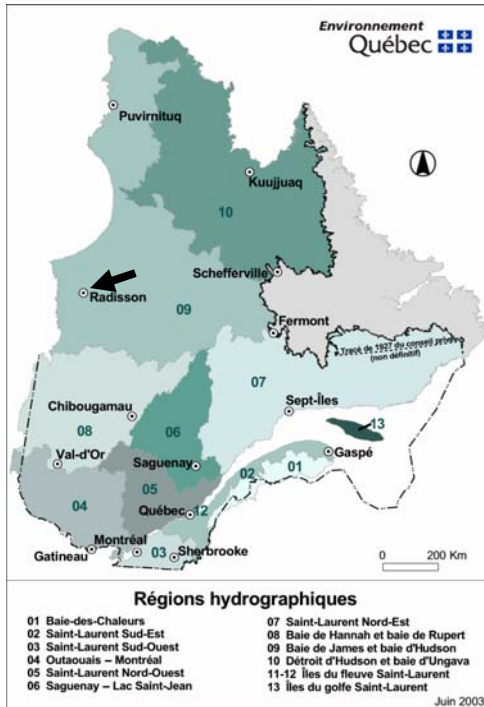 Environnement
Québec
Puvirnituq
Kuujjuaq
10
Schefferville
Radisson
09
Fermont
Tracé de 1927 du conseil privé
(non définitif)
07
Chibougamau
Sept-Îles
08
06
13
Val-d'Or
Saguenay
Gaspé
01
02
05
04
Québec
12
Montréal
Gatineau
03
Sherbrooke
0
200 Km
Régions hydrographiques
01 Baie-des-Chaleurs
02 Saint-Laurent Sud-Est
03 Saint-Laurent Sud-Ouest
04 Outaouais – Montréal
05 Saint-Laurent Nord-Ouest
06 Saguenay – Lac Saint-Jean
07 Saint-Laurent Nord-Est
08 Baie de Hannah et baie de Rupert
09 Baie de James et baie d'Hudson
10 Détroit d'Hudson et baie d'Ungava
11-12 Îles du fleuve Saint-Laurent
13 Îles du golfe Saint-Laurent
Juin 2003